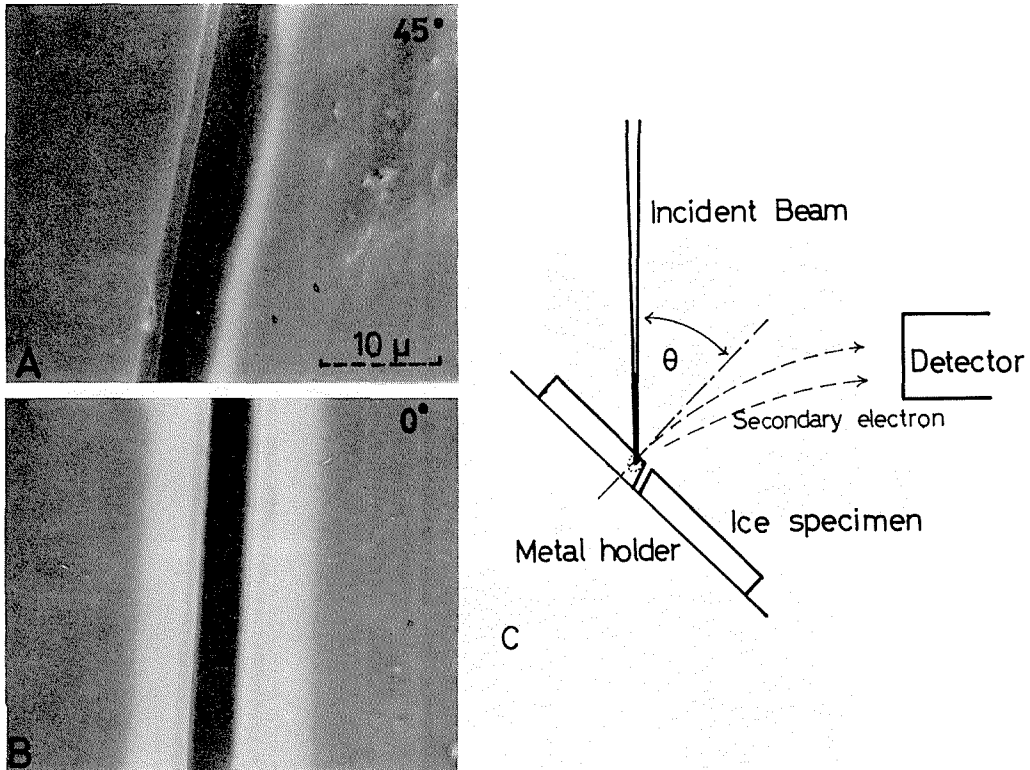 45°
10 μ
A
0°
B
Incident Beam
θ
Detector
Secondary electron
Ice specimen
Metal holder
C